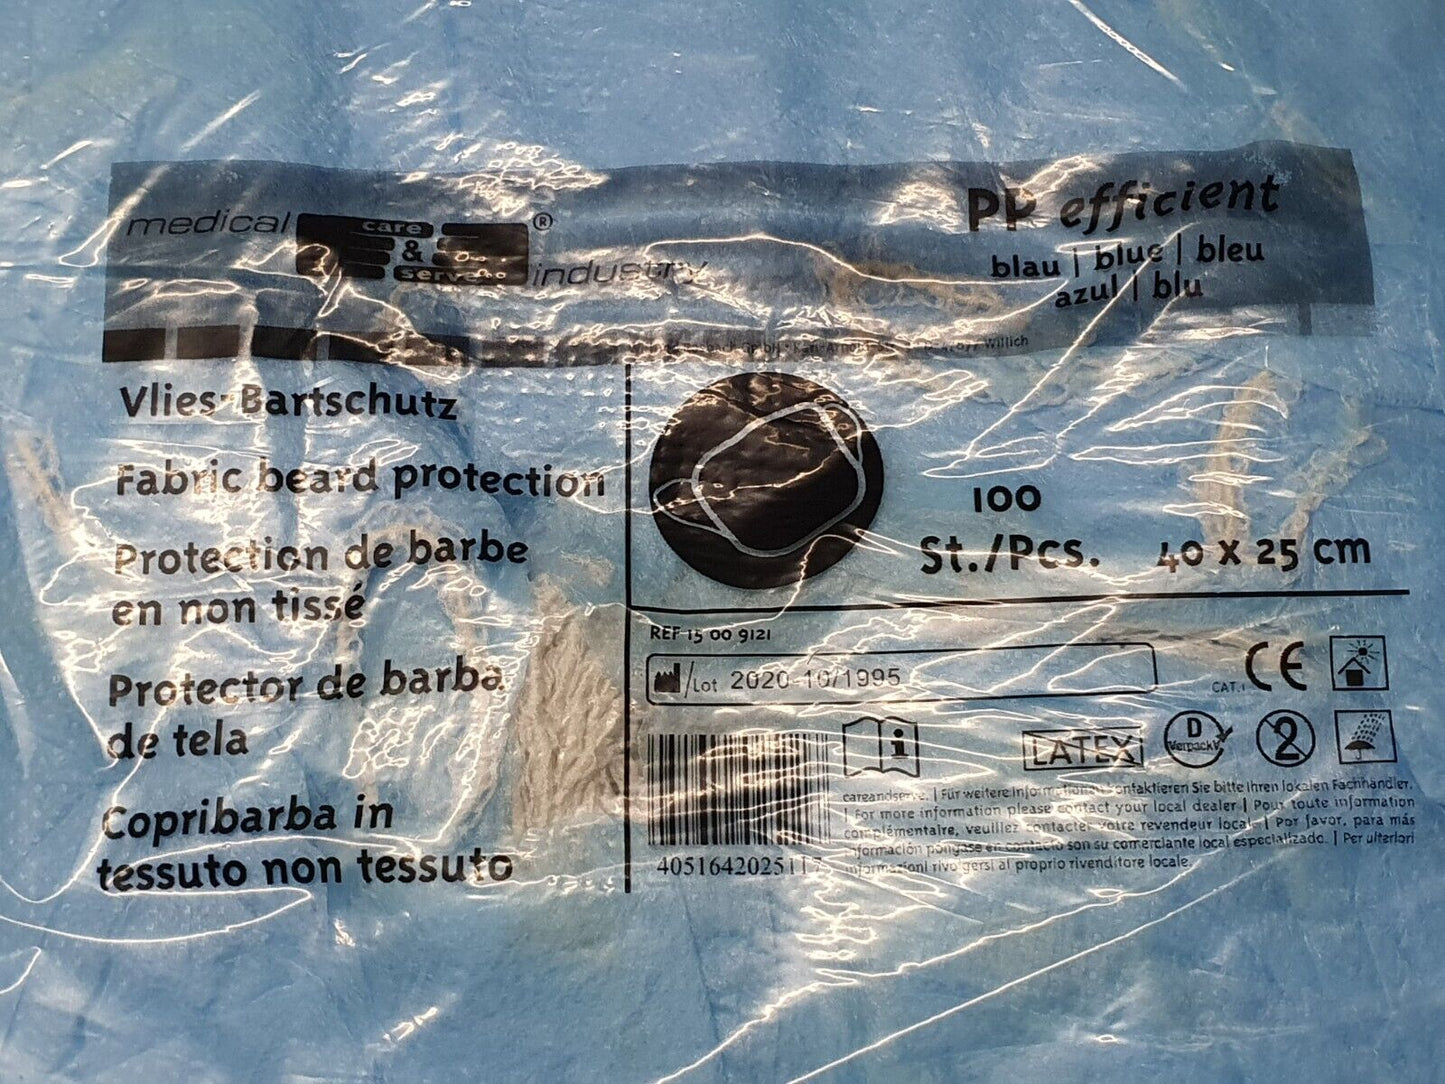 medical
care
&
serve
®
industry
PP efficient
blau | blue | bleu
azul | blu
Willich
Vlies-Bartschutz
Fabric beard protection
Protection de barbe
en non tissé
Protector de barba
de tela
Copribarba in
tessuto non tessuto
100
St./Pcs. 40 x 25 cm
REF 15 00 9121
/Lot 2020-10/1995
CAT.I CE
i
LATEX
D
VerpackV
2
careandserve. | Für weitere Informationen kontaktieren Sie bitte Ihren lokalen Fachhändler.
| For more information please contact your local dealer | Pour toute information
complémentaire, veuillez contacter votre revendeur local | Por favor, para más
información póngase en contacto con su comerciante local especializado. | Per ulteriori
informazioni rivolgersi al proprio rivenditore locale.
4051642025117